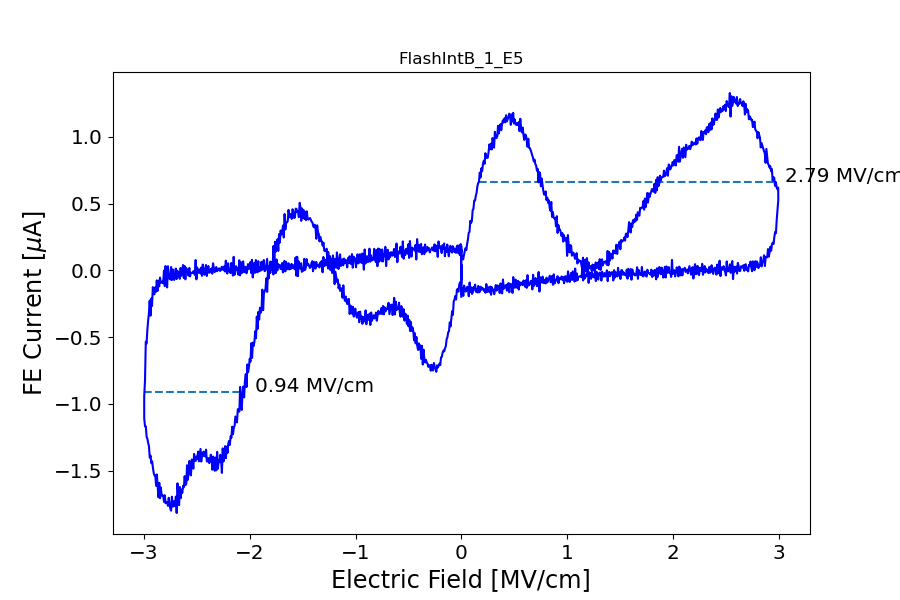 FlashIntB_1_E5
FE Current [μA]
1.0
0.5
0.0
−0.5
−1.0
−1.5
2.79 MV/cm
0.94 MV/cm
−3
−2
−1
0
1
2
3
Electric Field [MV/cm]